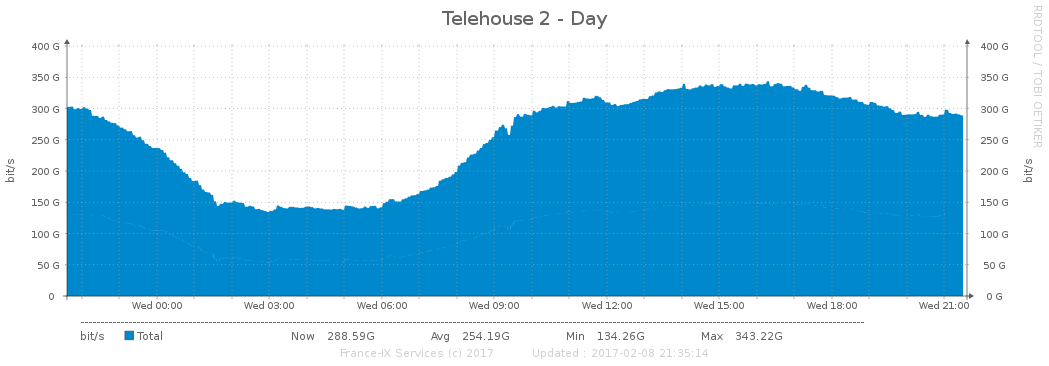 Telehouse 2 - Day
RRDTOOL / TOBI OETIKER
400 G 400 G
350 G 350 G
300 G 300 G
250 G 250 G
200 G 200 G
150 G 150 G
100 G 100 G
50 G 50 G
0 0 G
bit/s
bit/s
Wed 00:00 Wed 03:00 Wed 06:00 Wed 09:00 Wed 12:00 Wed 15:00 Wed 18:00 Wed 21:00
bit/s Total Now 288.59G Avg 254.19G Min 134.26G Max 343.22G
France-IX Services (c) 2017 Updated : 2017-02-08 21:35:14